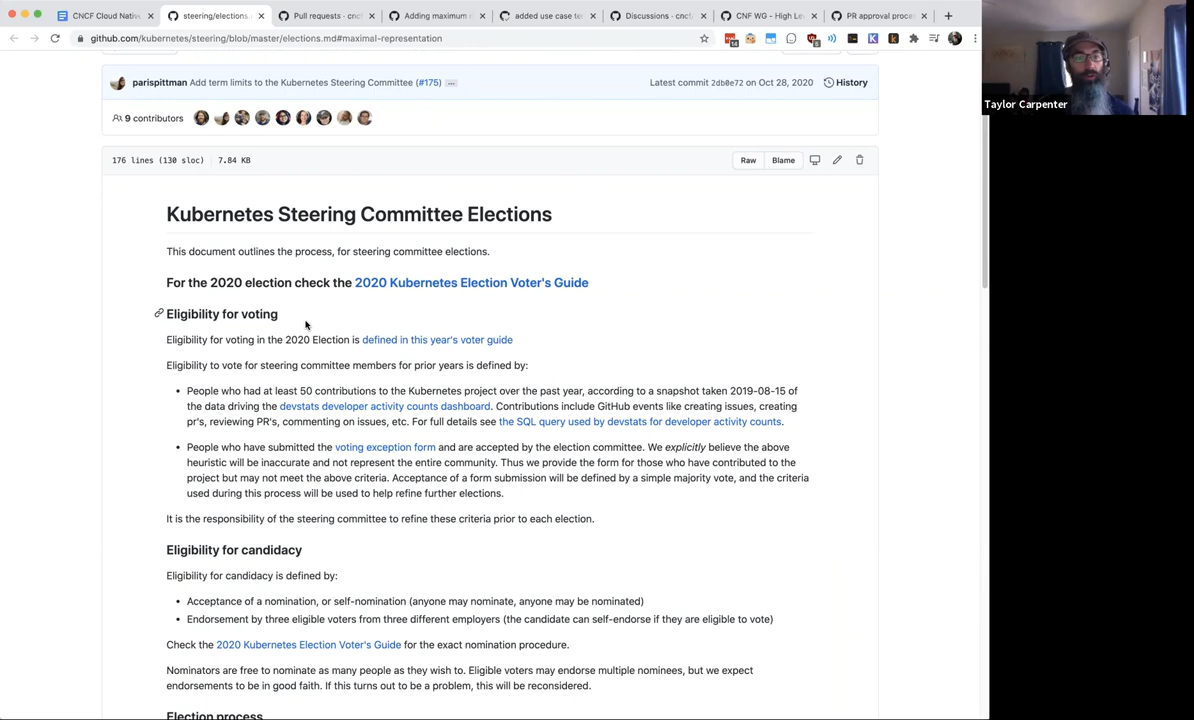 CNCF Cloud Native
steering/elections.
Pull requests · cnc
Adding maximum
added use case te
Discussions · cncf
CNF WG - High Le
PR approval proce
github.com/kubernetes/steering/blob/master/elections.md#maximal-representation
parispittman Add term limits to the Kubernetes Steering Committee (#175) ...
Latest commit 2db0e72 on Oct 28, 2020 History
9 contributors
176 lines (130 sloc) 7.84 KB
Raw Blame
Kubernetes Steering Committee Elections
This document outlines the process, for steering committee elections.
For the 2020 election check the 2020 Kubernetes Election Voter's Guide
Eligibility for voting
Eligibility for voting in the 2020 Election is defined in this year's voter guide
Eligibility to vote for steering committee members for prior years is defined by:
• People who had at least 50 contributions to the Kubernetes project over the past year, according to a snapshot taken 2019-08-15 of
the data driving the devstats developer activity counts dashboard. Contributions include GitHub events like creating issues, creating
pr's, reviewing PR's, commenting on issues, etc. For full details see the SQL query used by devstats for developer activity counts.
• People who have submitted the voting exception form and are accepted by the election committee. We explicitly believe the above
heuristic will be inaccurate and not represent the entire community. Thus we provide the form for those who have contributed to the
project but may not meet the above criteria. Acceptance of a form submission will be defined by a simple majority vote, and the criteria
used during this process will be used to help refine further elections.
It is the responsibility of the steering committee to refine these criteria prior to each election.
Eligibility for candidacy
Eligibility for candidacy is defined by:
• Acceptance of a nomination, or self-nomination (anyone may nominate, anyone may be nominated)
• Endorsement by three eligible voters from three different employers (the candidate can self-endorse if they are eligible to vote)
Check the 2020 Kubernetes Election Voter's Guide for the exact nomination procedure.
Nominators are free to nominate as many people as they wish to. Eligible voters may endorse multiple nominees, but we expect
endorsements to be in good faith. If this turns out to be a problem, this will be reconsidered.
Election process
Taylor Carpenter